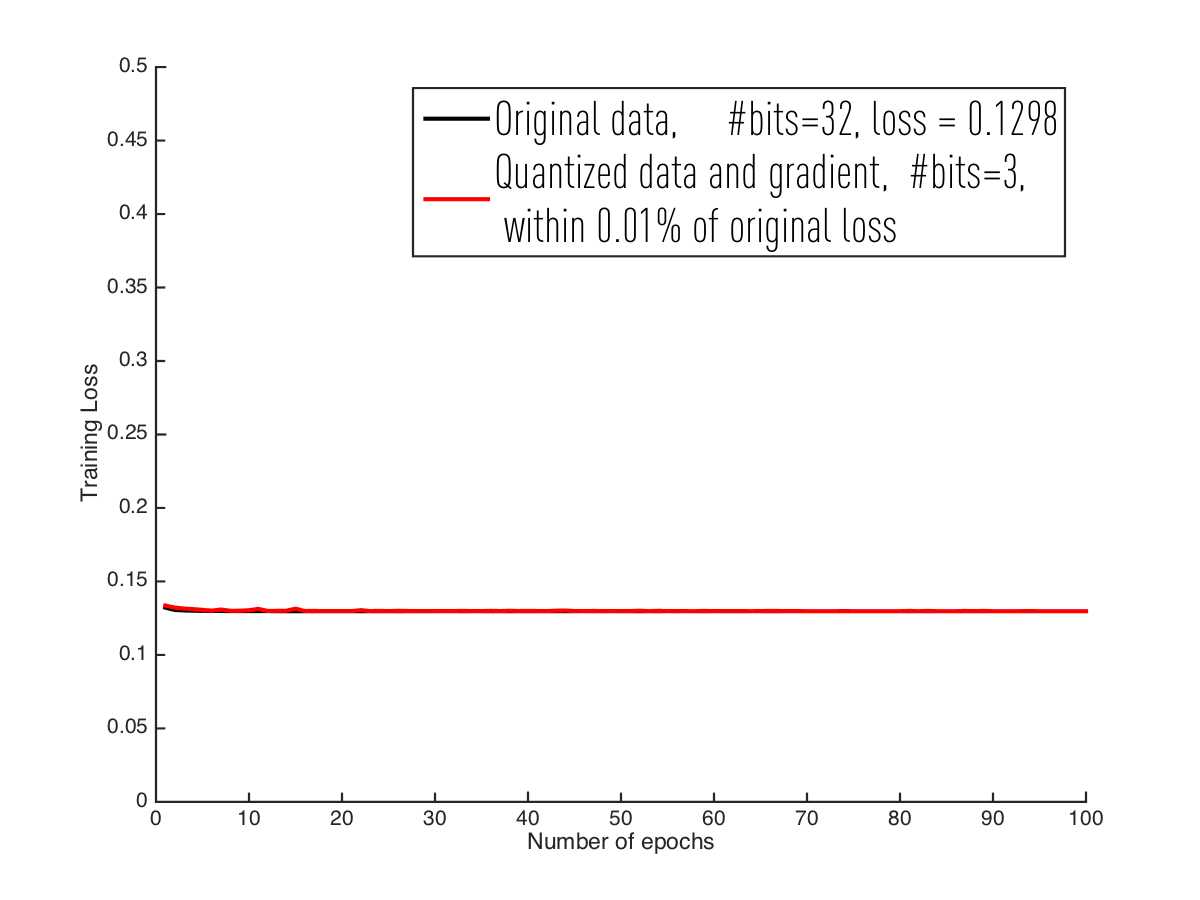 0.5
Original data, #bits=32, loss = 0.1298
0.45
Quantized data and gradient, #bits=3,
within 0.01% of original loss
0.4
0.35
0.3
0.25
0.2
0.15
0.1
0.05
0
Training Loss
0 10 20 30 40 50 60 70 80 90 100
Number of epochs